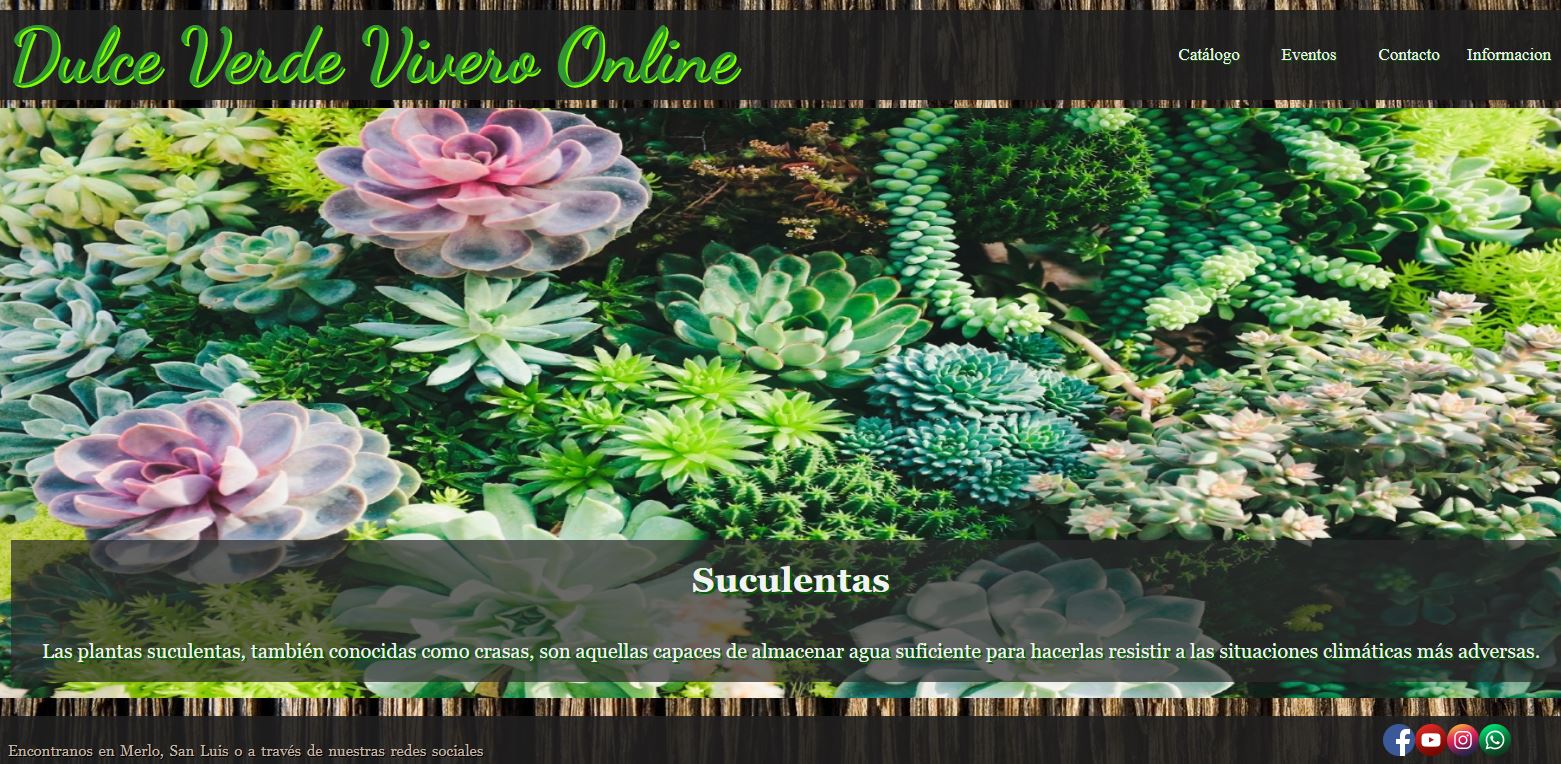 Dulce Verde Vivero Online
Catálogo Eventos Contacto Informacion
Suculentas
Las plantas suculentas, también conocidas como crasas, son aquellas capaces de almacenar agua suficiente para hacerlas resistir a las situaciones climáticas más adversas.
Encontranos en Merlo, San Luis o a través de nuestras redes sociales